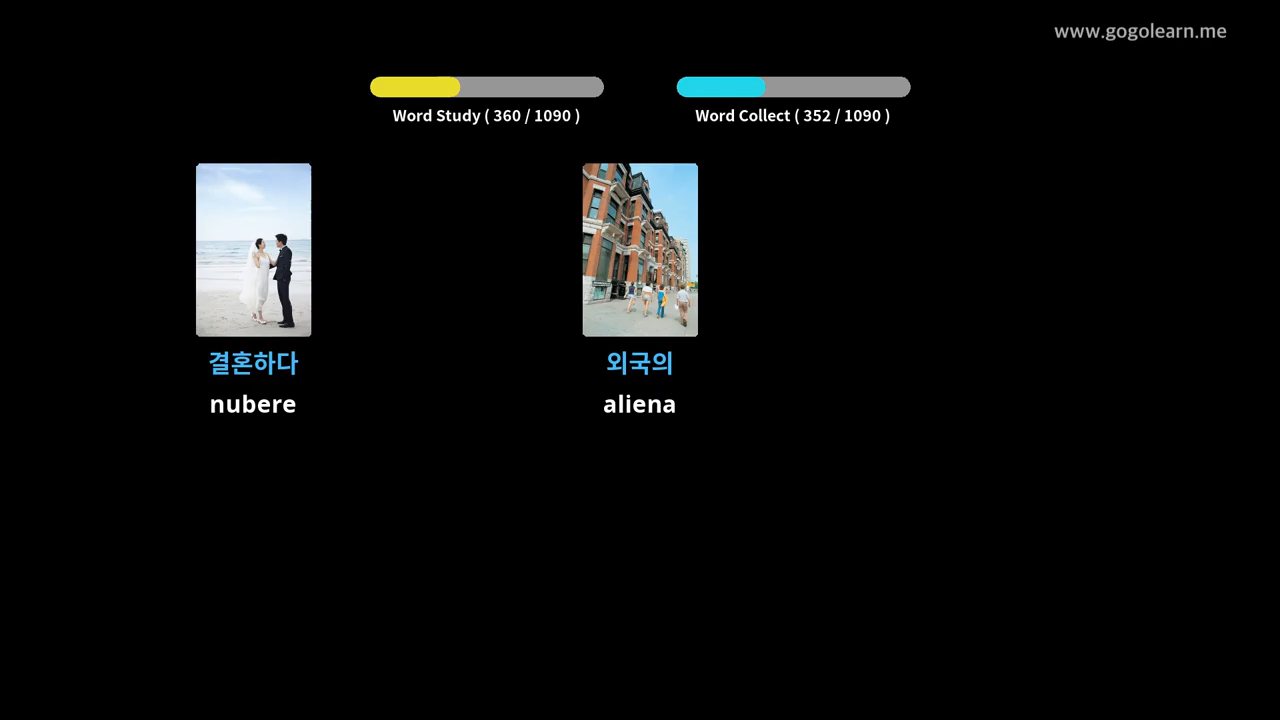 www.gogolearn.me
Word Study ( 360 / 1090 )
Word Collect ( 352 / 1090 )
결혼하다
nubere
외국의
aliena